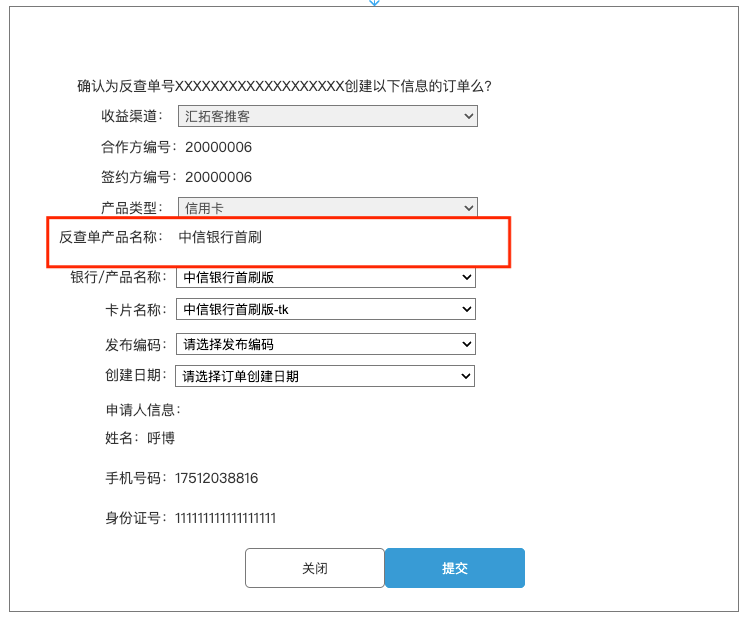 确认为反查单号XXXXXXXXXXXXXXXXXXX创建以下信息的订单么?
收益渠道： 汇拓客推客
合作方编号：20000006
签约方编号：20000006
产品类型： 信用卡
反查单产品名称： 中信银行首刷
银行/产品名称： 中信银行首刷版
卡片名称： 中信银行首刷版-tk
发布编码： 请选择发布编码
创建日期： 请选择订单创建日期
申请人信息：
姓名：呼博
手机号码：17512038816
身份证号：111111111111111111
关闭 提交